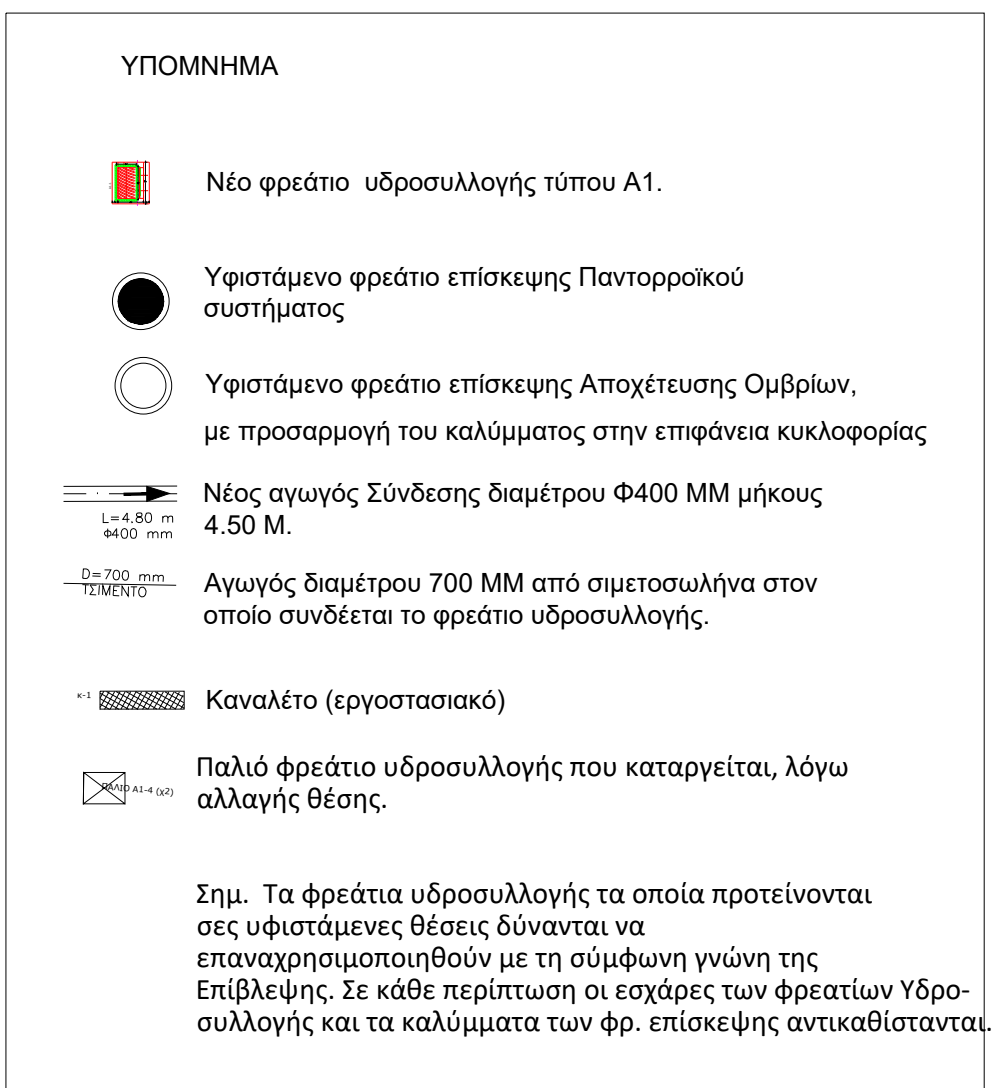 ΥΠΟΜΝΗΜΑ
Νέο φρεάτιο υδροσυλλογής τύπου Α1.
Υφιστάμενο φρεάτιο επίσκεψης Παντορροϊκού
συστήματος
Υφιστάμενο φρεάτιο επίσκεψης Αποχέτευσης Ομβρίων,
με προσαρμογή του καλύμματος στην επιφάνεια κυκλοφορίας
L=4.80 m
Φ400 mm
Νέος αγωγός Σύνδεσης διαμέτρου Φ400 ΜΜ μήκους
4.50 Μ.
D=700 mm
ΤΣΙΜΕΝΤΟ
Αγωγός διαμέτρου 700 ΜΜ από σιμετοσωλήνα στον
οποίο συνδέεται το φρεάτιο υδροσυλλογής.
κ-1
Καναλέτο (εργοστασιακό)
ΠΑΛΙΟ Α1-4 (χ2)
Παλιό φρεάτιο υδροσυλλογής που καταργείται, λόγω
αλλαγής θέσης.
Σημ. Τα φρεάτια υδροσυλλογής τα οποία προτείνονται
σες υφιστάμενες θέσεις δύνανται να
επαναχρησιμοποιηθούν με τη σύμφωνη γνώνη της
Επίβλεψης. Σε κάθε περίπτωση οι εσχάρες των φρεατίων Υδρο-
συλλογής και τα καλύμματα των φρ. επίσκεψης αντικαθίστανται.